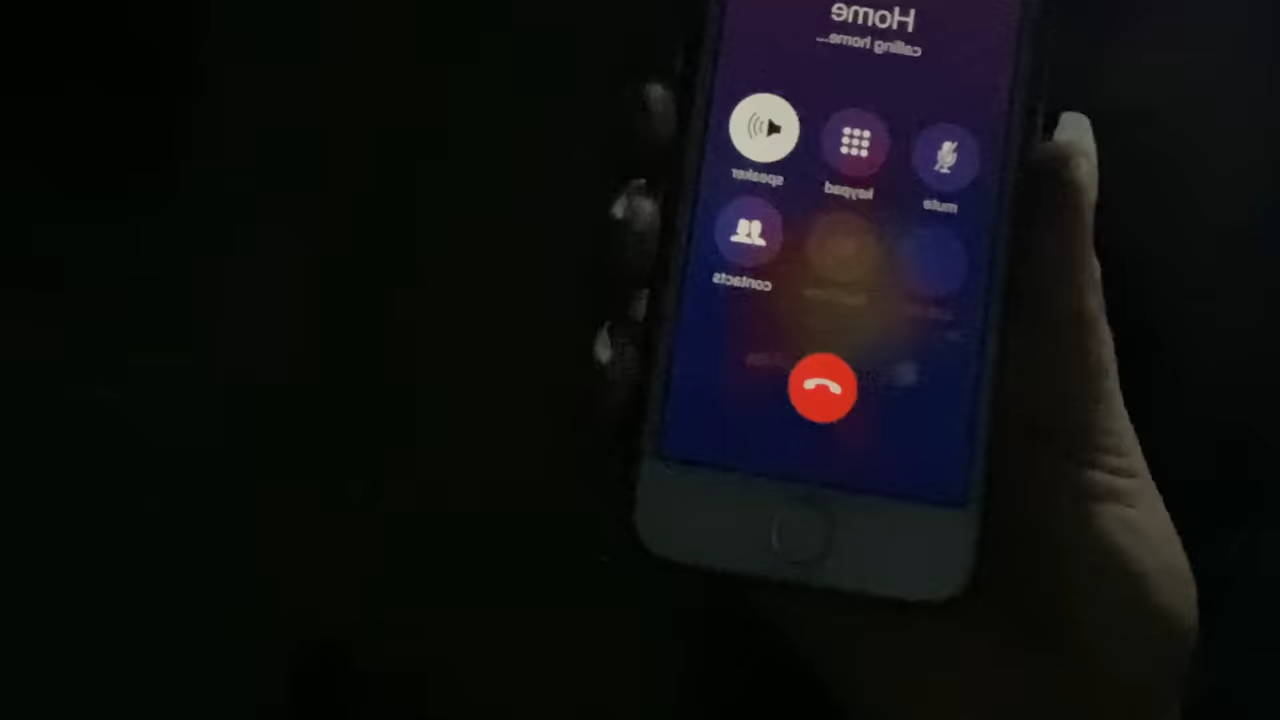 Home
calling home...
mute
keypad
speaker
contacts